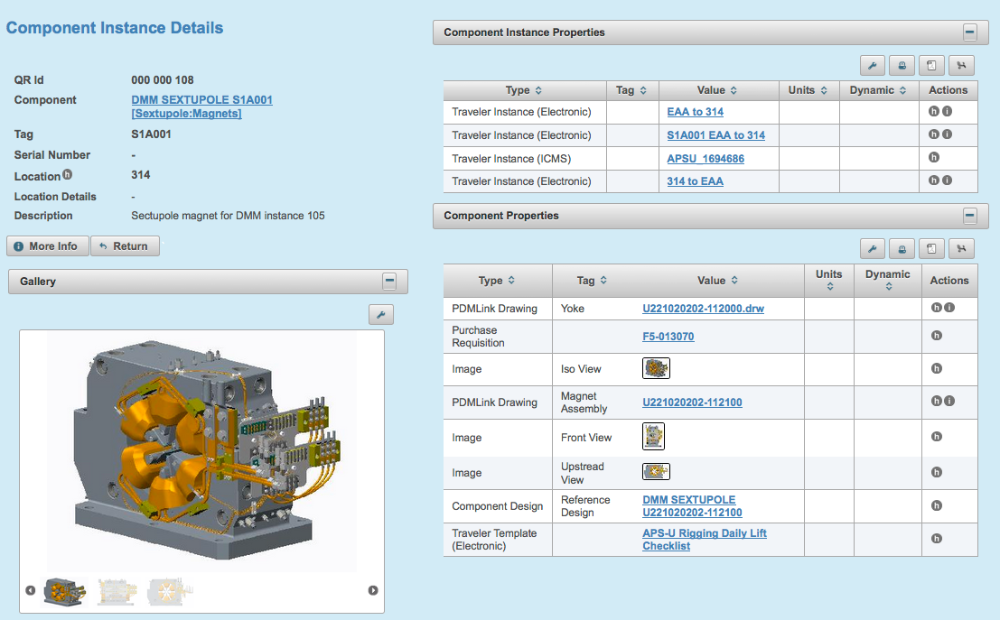 Component Instance Details
QR Id 000 000 108
Component DMM SEXTUPOLE S1A001
[Sextupole:Magnets]
Tag S1A001
Serial Number -
Location h 314
Location Details -
Description Sectupole magnet for DMM instance 105
i More Info Return
Gallery
Component Instance Properties
Type Tag Value Units Dynamic Actions
Traveler Instance (Electronic) EAA to 314 h i
Traveler Instance (Electronic) S1A001 EAA to 314 h i
Traveler Instance (ICMS) APSU_1694686 h
Traveler Instance (Electronic) 314 to EAA h i
Component Properties
Type Tag Value Units Dynamic Actions
PDMLink Drawing Yoke U221020202-112000.drw h i
Purchase
Requisition F5-013070 h
Image Iso View h
PDMLink Drawing Magnet
Assembly U221020202-112100 h i
Image Front View h
Image Upstread
View h
Component Design Reference
Design DMM SEXTUPOLE
U221020202-112100 h
Traveler Template
(Electronic) APS-U Rigging Daily Lift
Checklist h